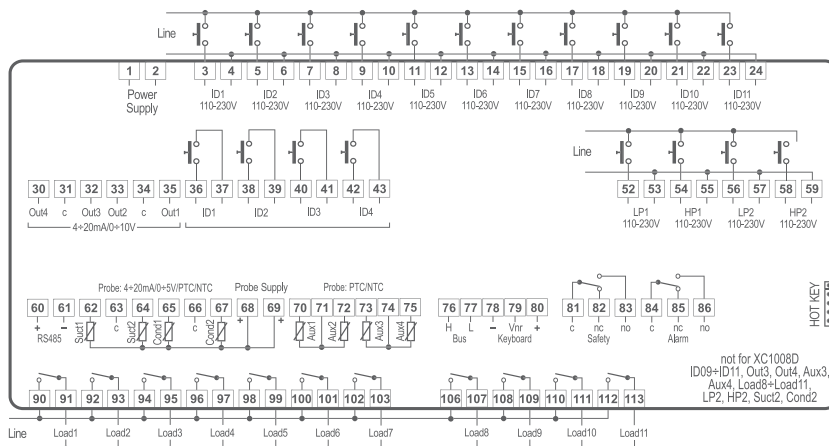 Line
1 2 3 4 5 6 7 8 9 10 11 12 13 14 15 16 17 18 19 20 21 22 23 24
Power Supply
ID1 110-230V
ID2 110-230V
ID3 110-230V
ID4 110-230V
ID5 110-230V
ID6 110-230V
ID7 110-230V
ID8 110-230V
ID9 110-230V
ID10 110-230V
ID11 110-230V
Line
30 31 32 33 34 35 36 37 38 39 40 41 42 43
Out4 c Out3 Out2 c Out1 ID1 ID2 ID3 ID4
4÷20mA/0÷10V
52 53 54 55 56 57 58 59
LP1 110-230V
HP1 110-230V
LP2 110-230V
HP2 110-230V
Probe: 4÷20mA/0÷5V/PTC/NTC
Probe Supply
Probe: PTC/NTC
HOT KEY
60 61 62 63 64 65 66 67 68 69 70 71 72 73 74 75 76 77 78 79 80 81 82 83 84 85 86
+ − Suct1 c Suct2 Cond1 c Cond2 + + Aux1 Aux2 Aux3 Aux4 H L − Vnr + c nc no c nc no
RS485 Bus Keyboard Safety Alarm
not for XC1008D
ID09÷ID11, Out3, Out4, Aux3,
Aux4, Load8÷Load11,
LP2, HP2, Suct2, Cond2
90 91 92 93 94 95 96 97 98 99 100 101 102 103 106 107 108 109 110 111 112 113
Line Load1 Load2 Load3 Load4 Load5 Load6 Load7 Load8 Load9 Load10 Load11